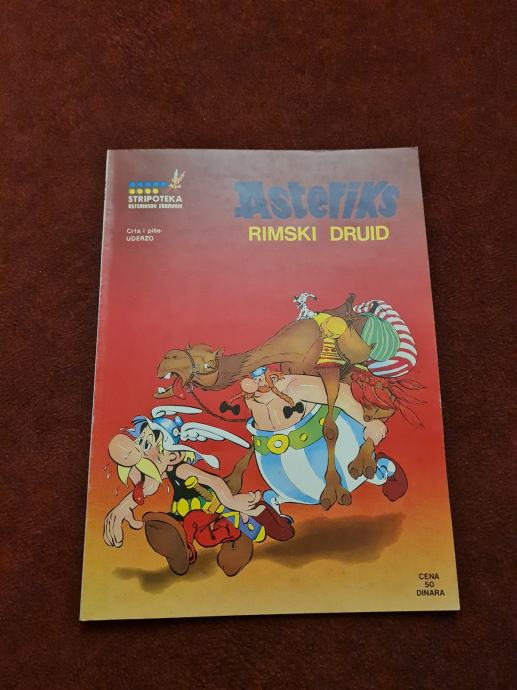 STRIPOTEKA
ASTERIKSOV ZABAVNIK
Crta i piše:
UDERZO
Asteriks
RIMSKI DRUID
CENA
50
DINARA